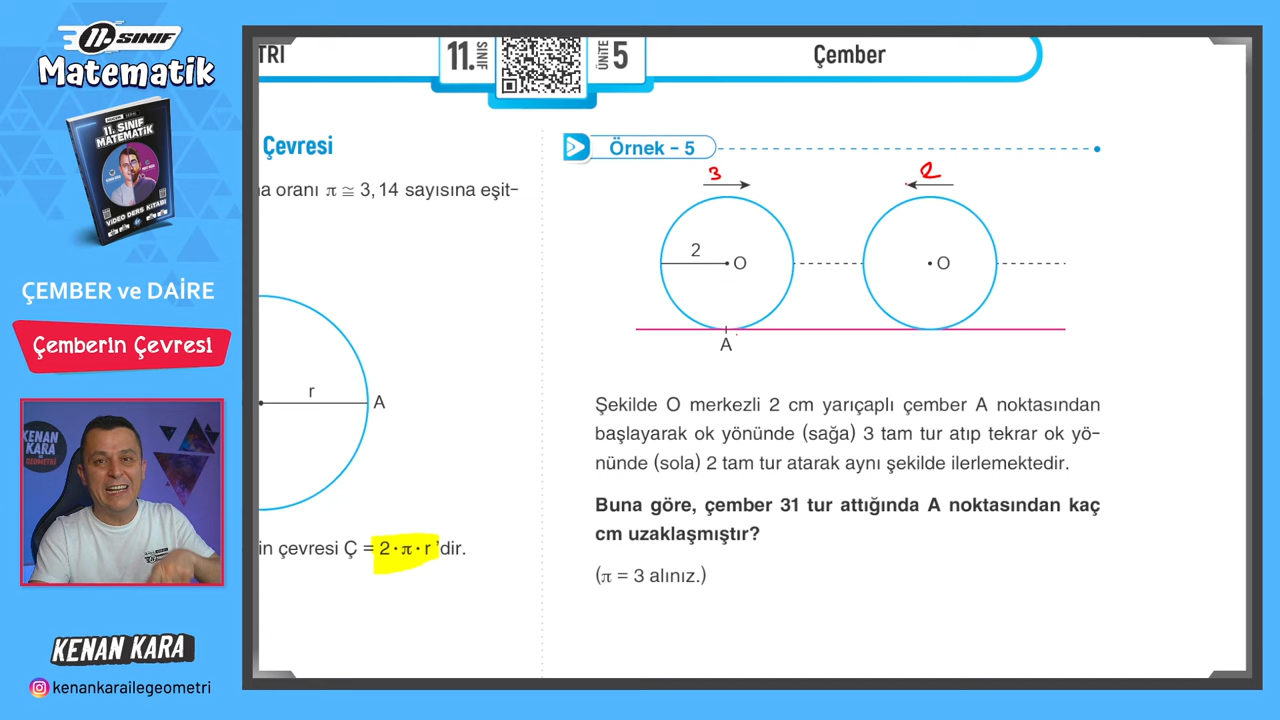 11. SINIF
Matematik
11. SINIF
MATEMATİK
VİDEO DERS KİTABI
ÇEMBER ve DAİRE
Çemberin Çevresi
KENAN
KARA
GEOMETRI
KENAN KARA
kenankarailegeometri
TRİ
11.
SINIF
ÜNİTE
5
Çember
Çevresi
a oranı π ≅ 3, 14 sayısına eşit-
r
A
in çevresi Ç = 2·π·r 'dir.
Örnek - 5
3
2
2
O
O
A
Şekilde O merkezli 2 cm yarıçaplı çember A noktasından
başlayarak ok yönünde (sağa) 3 tam tur atıp tekrar ok yö-
nünde (sola) 2 tam tur atarak aynı şekilde ilerlemektedir.
Buna göre, çember 31 tur attığında A noktasından kaç
cm uzaklaşmıştır?
(π = 3 alınız.)